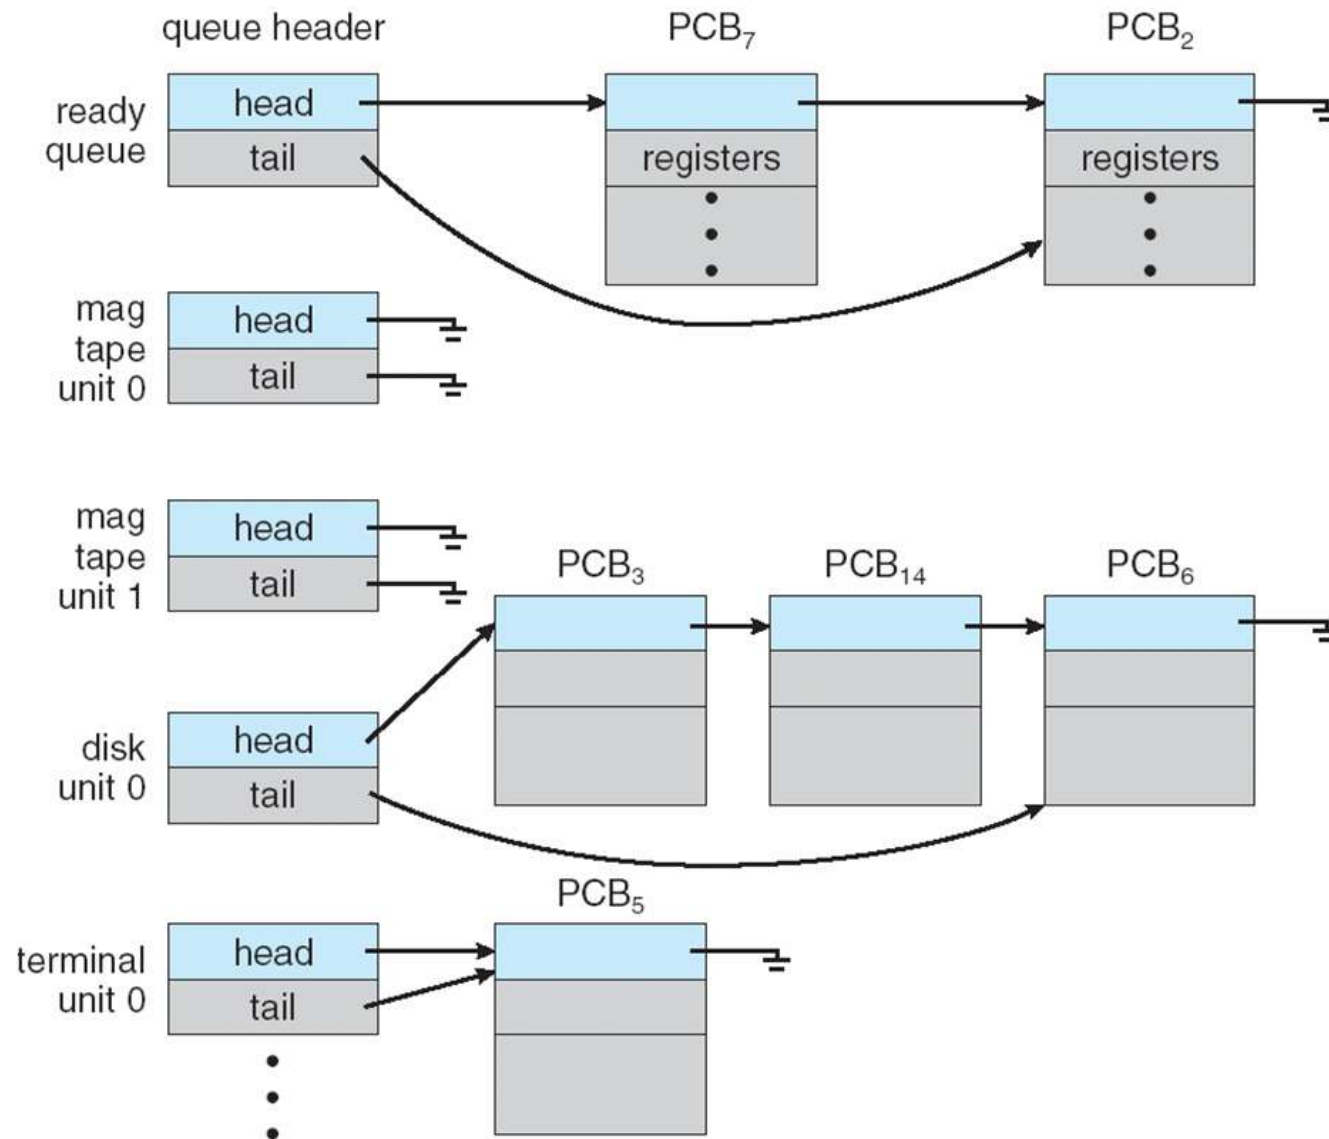 queue header
PCB₇
PCB₂
ready
queue
head
tail
registers
registers
mag
tape
unit 0
head
tail
mag
tape
unit 1
head
tail
PCB₃
PCB₁₄
PCB₆
disk
unit 0
head
tail
PCB₅
terminal
unit 0
head
tail